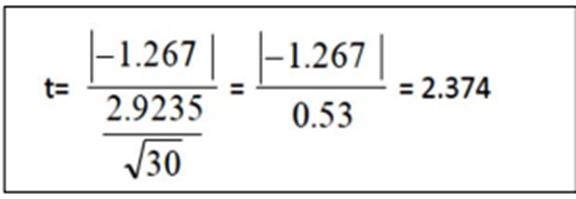 t= |−1.267 | / (2.9235 / √30) = |−1.267 | / 0.53 = 2.374